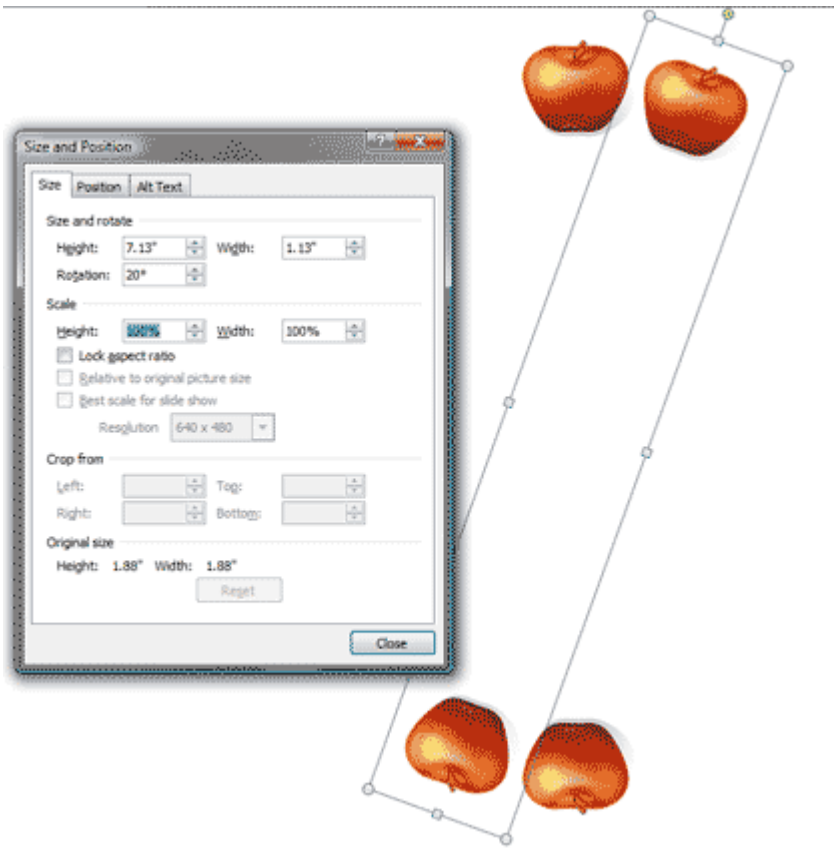 Size and Position
Size Position Alt Text
Size and rotate
Height: 7.13" Width: 1.13"
Rotation: 20°
Scale
Height: 100% Width: 100%
Lock aspect ratio
Relative to original picture size
Best scale for slide show
Resolution 640 x 480
Crop from
Left: Top:
Right: Bottom:
Original size
Height: 1.88" Width: 1.88"
Reset
Close